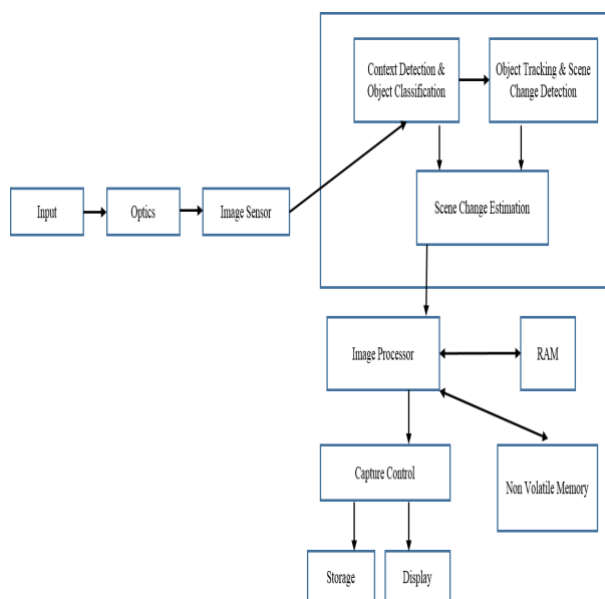 Context Detection &
Object Classification
Object Tracking & Scene
Change Detection
Input
Optics
Image Sensor
Scene Change Estimation
Image Processor
RAM
Capture Control
Non Volatile Memory
Storage
Display